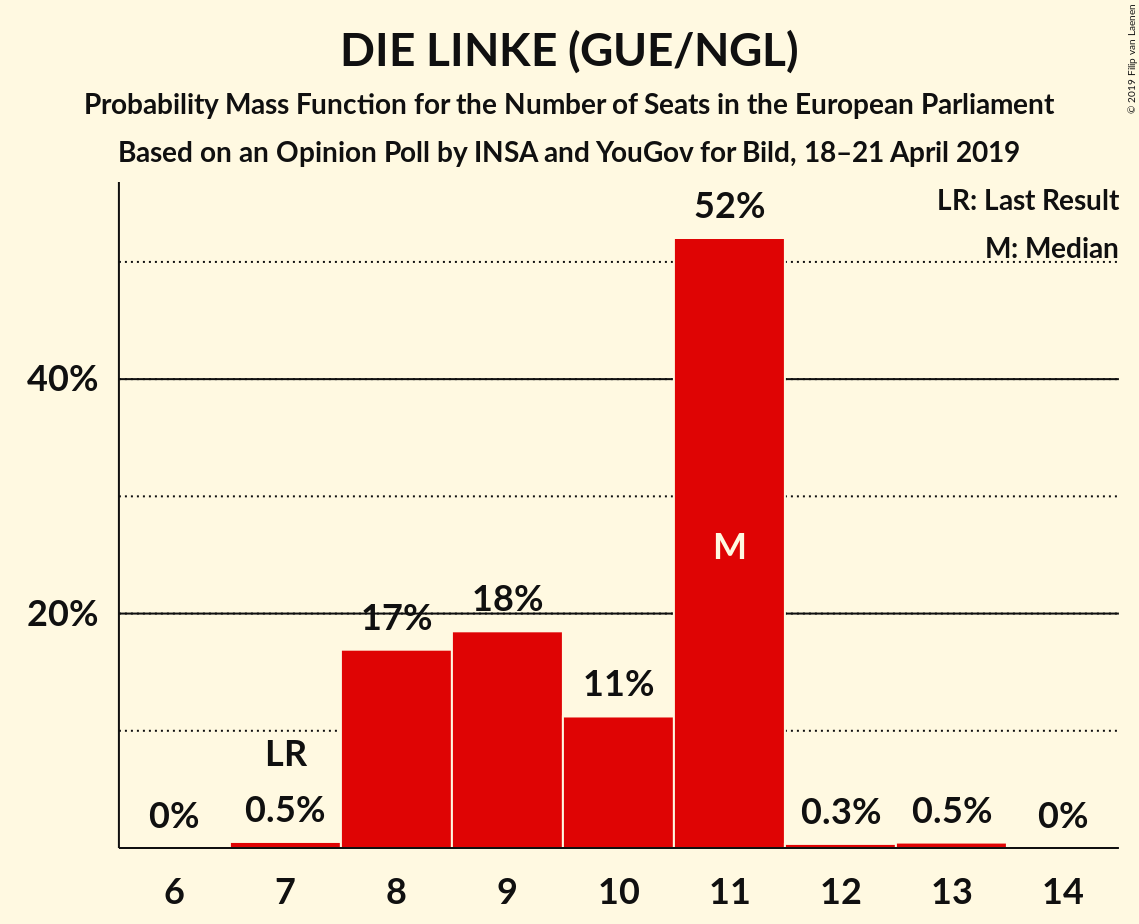 DIE LINKE (GUE/NGL)
Probability Mass Function for the Number of Seats in the European Parliament
Based on an Opinion Poll by INSA and YouGov for Bild, 18–21 April 2019
© 2019 Filip van Laenen
LR: Last Result
M: Median
52%
40%
M
20%
17%
18%
11%
LR
0%
0.5%
0.3%
0.5%
0%
6 7 8 9 10 11 12 13 14